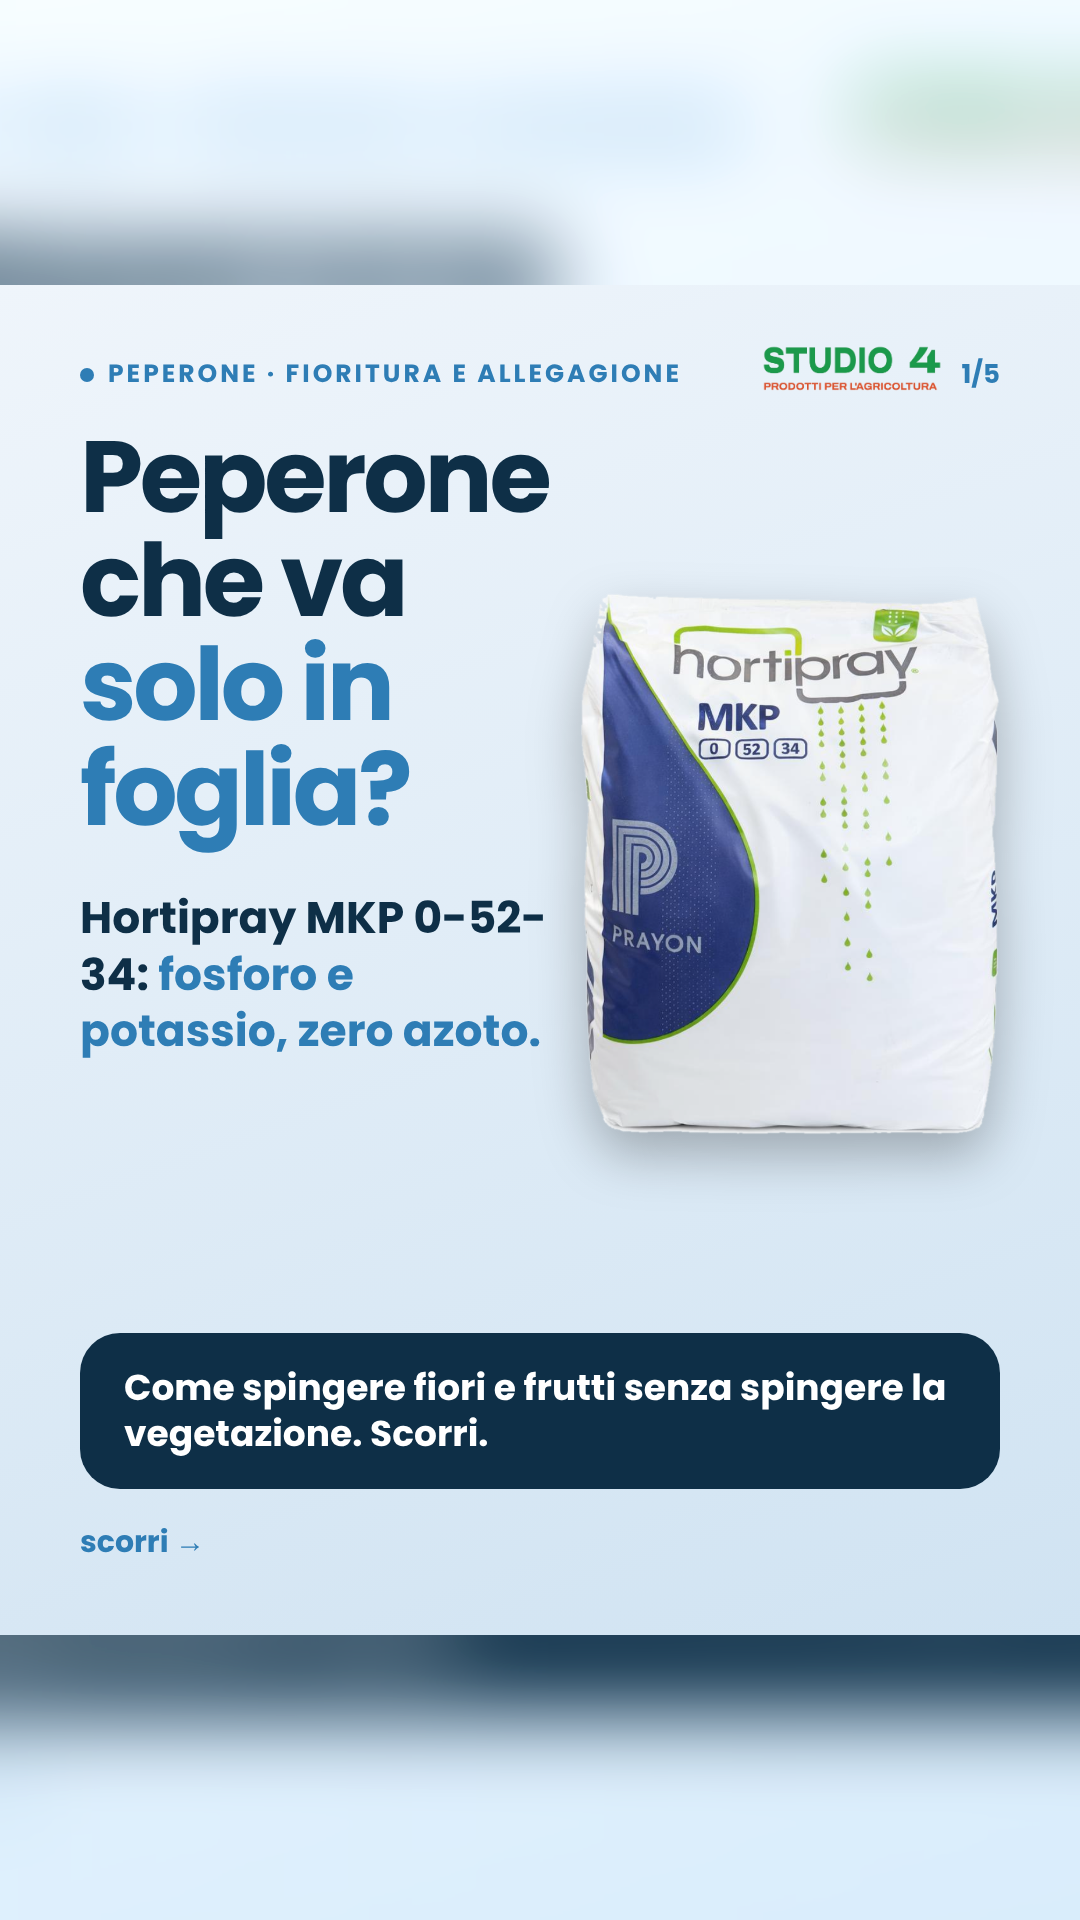 PEPERONE · FIORITURA E ALLEGAGIONE
STUDIO 4
PRODOTTI PER L'AGRICOLTURA
1/5
Peperone
che va
solo in
foglia?
Hortipray MKP 0-52-
34: fosforo e
potassio, zero azoto.
hortipray
MKP
0 52 34
P
PRAYON
MKP
Come spingere fiori e frutti senza spingere la
vegetazione. Scorri.
scorri →